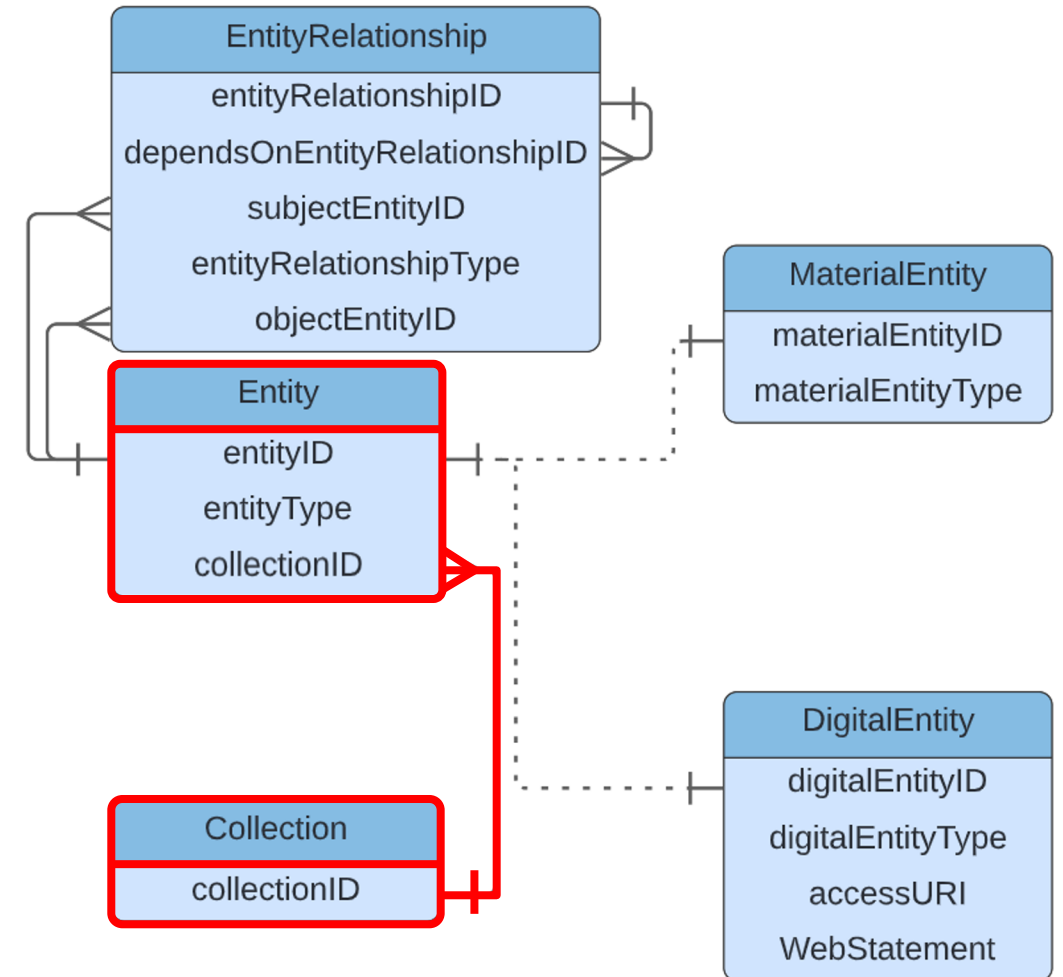 EntityRelationship
entityRelationshipID
dependsOnEntityRelationshipID
subjectEntityID
entityRelationshipType
objectEntityID
MaterialEntity
materialEntityID
materialEntityType
Entity
entityID
entityType
collectionID
DigitalEntity
digitalEntityID
digitalEntityType
accessURI
WebStatement
Collection
collectionID